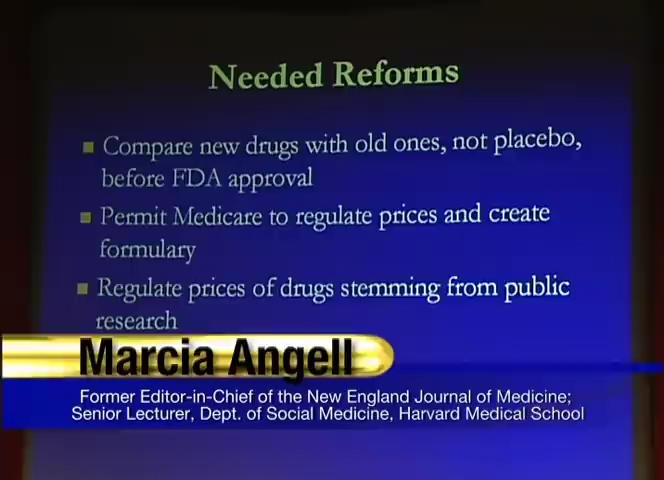 Needed Reforms
Compare new drugs with old ones, not placebo,
before FDA approval
Permit Medicare to regulate prices and create
formulary
Regulate prices of drugs stemming from public
research
Marcia Angell
Former Editor-in-Chief of the New England Journal of Medicine;
Senior Lecturer, Dept. of Social Medicine, Harvard Medical School